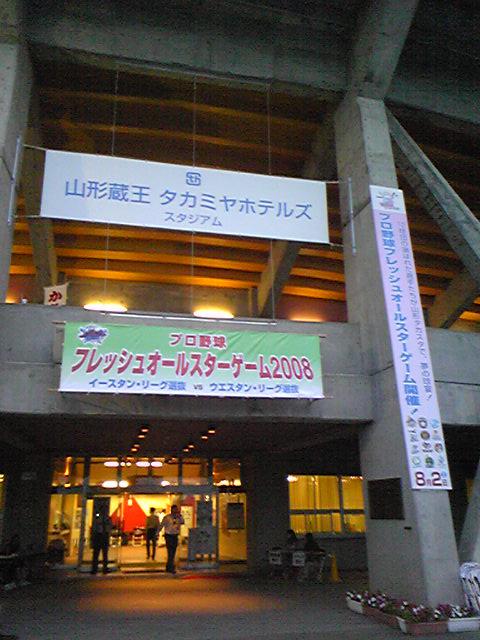 山形蔵王 タカミヤホテルズ
スタジアム
か
プロ野球
フレッシュオールスターゲーム2008
イースタン・リーグ選抜 vs ウエスタン・リーグ選抜
プロ野球フレッシュオールスターゲーム開催!
8月2